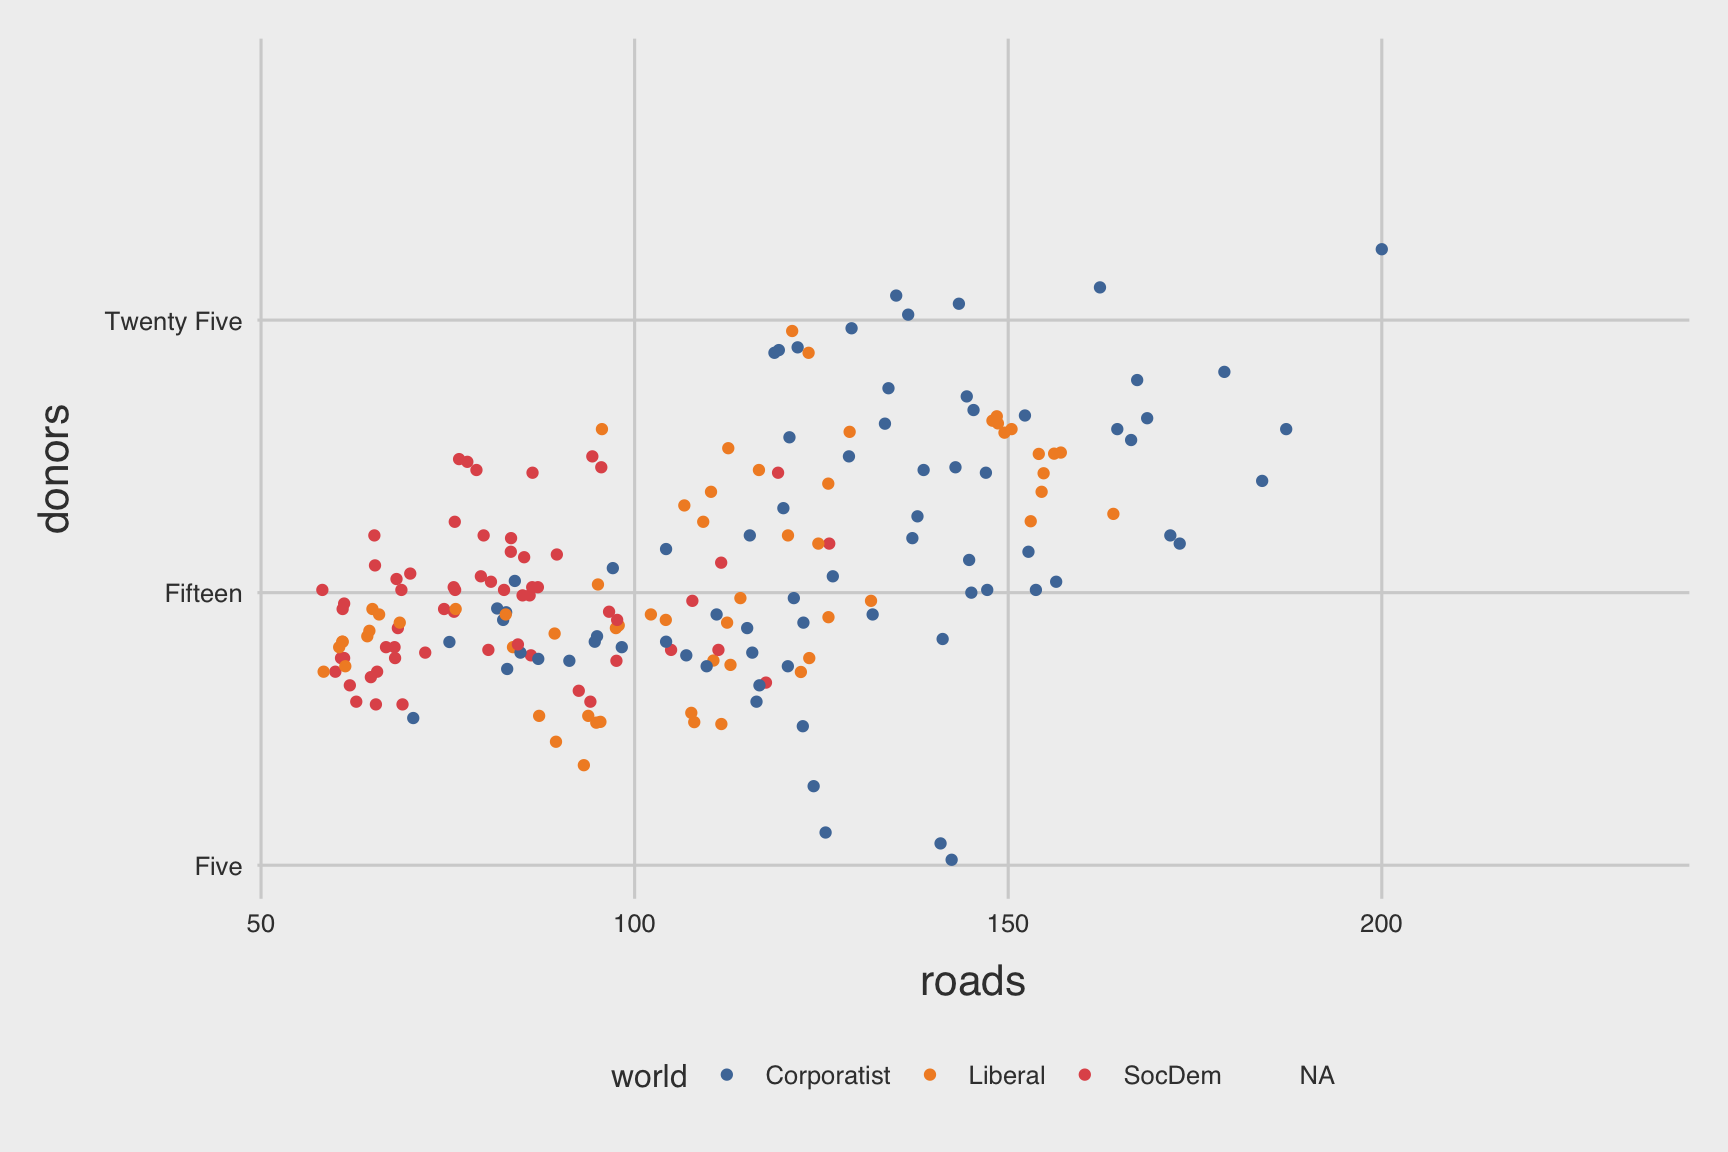 donors
Twenty Five
Fifteen
Five
50 100 150 200
roads
world Corporatist Liberal SocDem NA